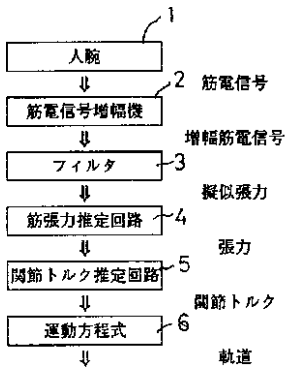 1
人腕
2
筋電信号
筋電信号増幅機
増幅筋電信号
フィルタ
3
擬似張力
筋張力推定回路
4
張力
5
関節トルク推定回路
関節トルク
運動方程式
6
軌道